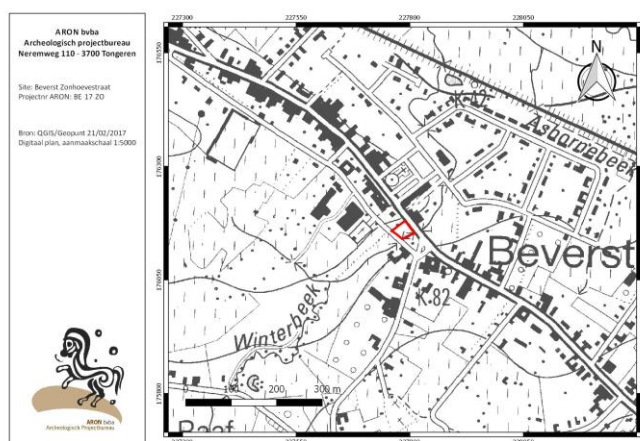 ARON bvba
Archeologisch projectbureau
Neremweg 110 - 3700 Tongeren
Site: Beverst Zonhoevestraat
Projectnr ARON: BE 17 ZO
Bron: QGIS/Geopunt 21/02/2017
Digitaal plan, aanmaakschaal 1:5000
ARON bvba
Archeologisch Projectbureau
227300 227550 227800 228050
N
K-42
Asbornebeek
176300
Beverst
176050
K-82
Winterbeek
200 300 m
175800